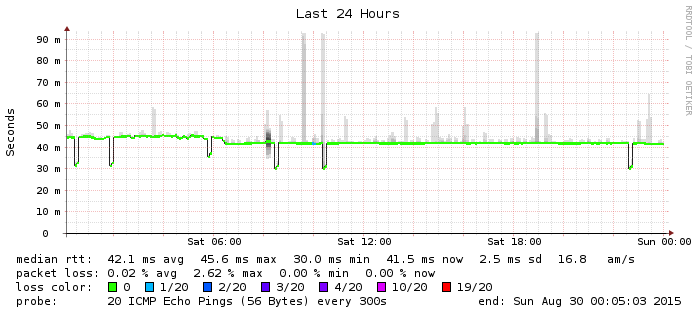 Last 24 Hours
RRDTOOL / TOBI OETIKER
Seconds
90 m
80 m
70 m
60 m
50 m
40 m
30 m
20 m
10 m
0
Sat 06:00 Sat 12:00 Sat 18:00 Sun 00:00
median rtt: 42.1 ms avg 45.6 ms max 30.0 ms min 41.5 ms now 2.5 ms sd 16.8 am/s
packet loss: 0.02 % avg 2.62 % max 0.00 % min 0.00 % now
loss color: 0 1/20 2/20 3/20 4/20 10/20 19/20
probe: 20 ICMP Echo Pings (56 Bytes) every 300s end: Sun Aug 30 00:05:03 2015